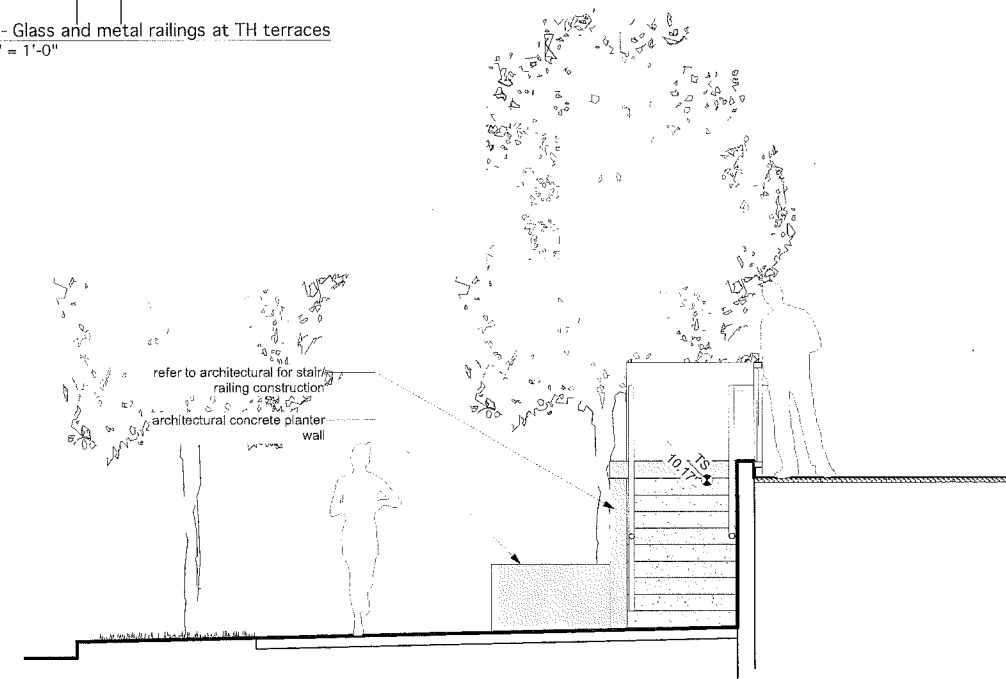 - Glass and metal railings at TH terraces
" = 1'-0"
refer to architectural for stair/
railing construction
architectural concrete planter
wall
TS
10.17'